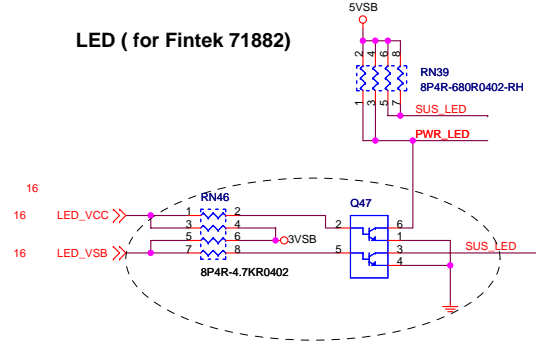 5VSB
LED ( for Fintek 71882)
2 4 6 8
RN39
8P4R-680R0402-RH
1 3 5 7
SUS_LED
PWR_LED
16
RN46
Q47
16 LED_VCC 1 2 2 6
3 4 1
5 6 3VSB
16 LED_VSB 7 8 5 3 SUS_LED
4
8P4R-4.7KR0402